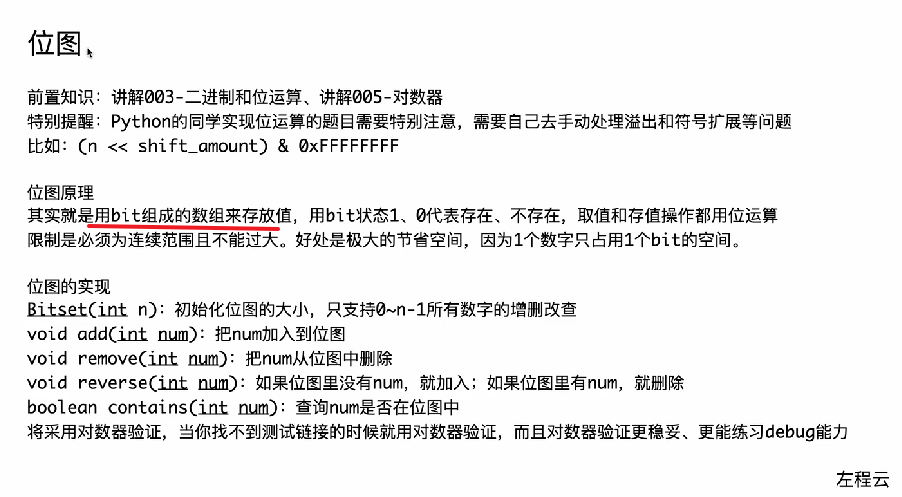 位图
前置知识：讲解003-二进制和位运算、讲解005-对数器
特别提醒：Python的同学实现位运算的题目需要特别注意，需要自己去手动处理溢出和符号扩展等问题
比如：(n << shift_amount) & 0xFFFFFFFF
位图原理
其实就是用bit组成的数组来存放值，用bit状态1、0代表存在、不存在，取值和存值操作都用位运算
限制是必须为连续范围且不能过大。好处是极大的节省空间，因为1个数字只占用1个bit的空间。
位图的实现
Bitset(int n)：初始化位图的大小，只支持0~n-1所有数字的增删改查
void add(int num)：把num加入到位图
void remove(int num)：把num从位图中删除
void reverse(int num)：如果位图里没有num，就加入；如果位图里有num，就删除
boolean contains(int num)：查询num是否在位图中
将采用对数器验证，当你找不到测试链接的时候就用对数器验证，而且对数器验证更稳妥、更能练习debug能力
左程云